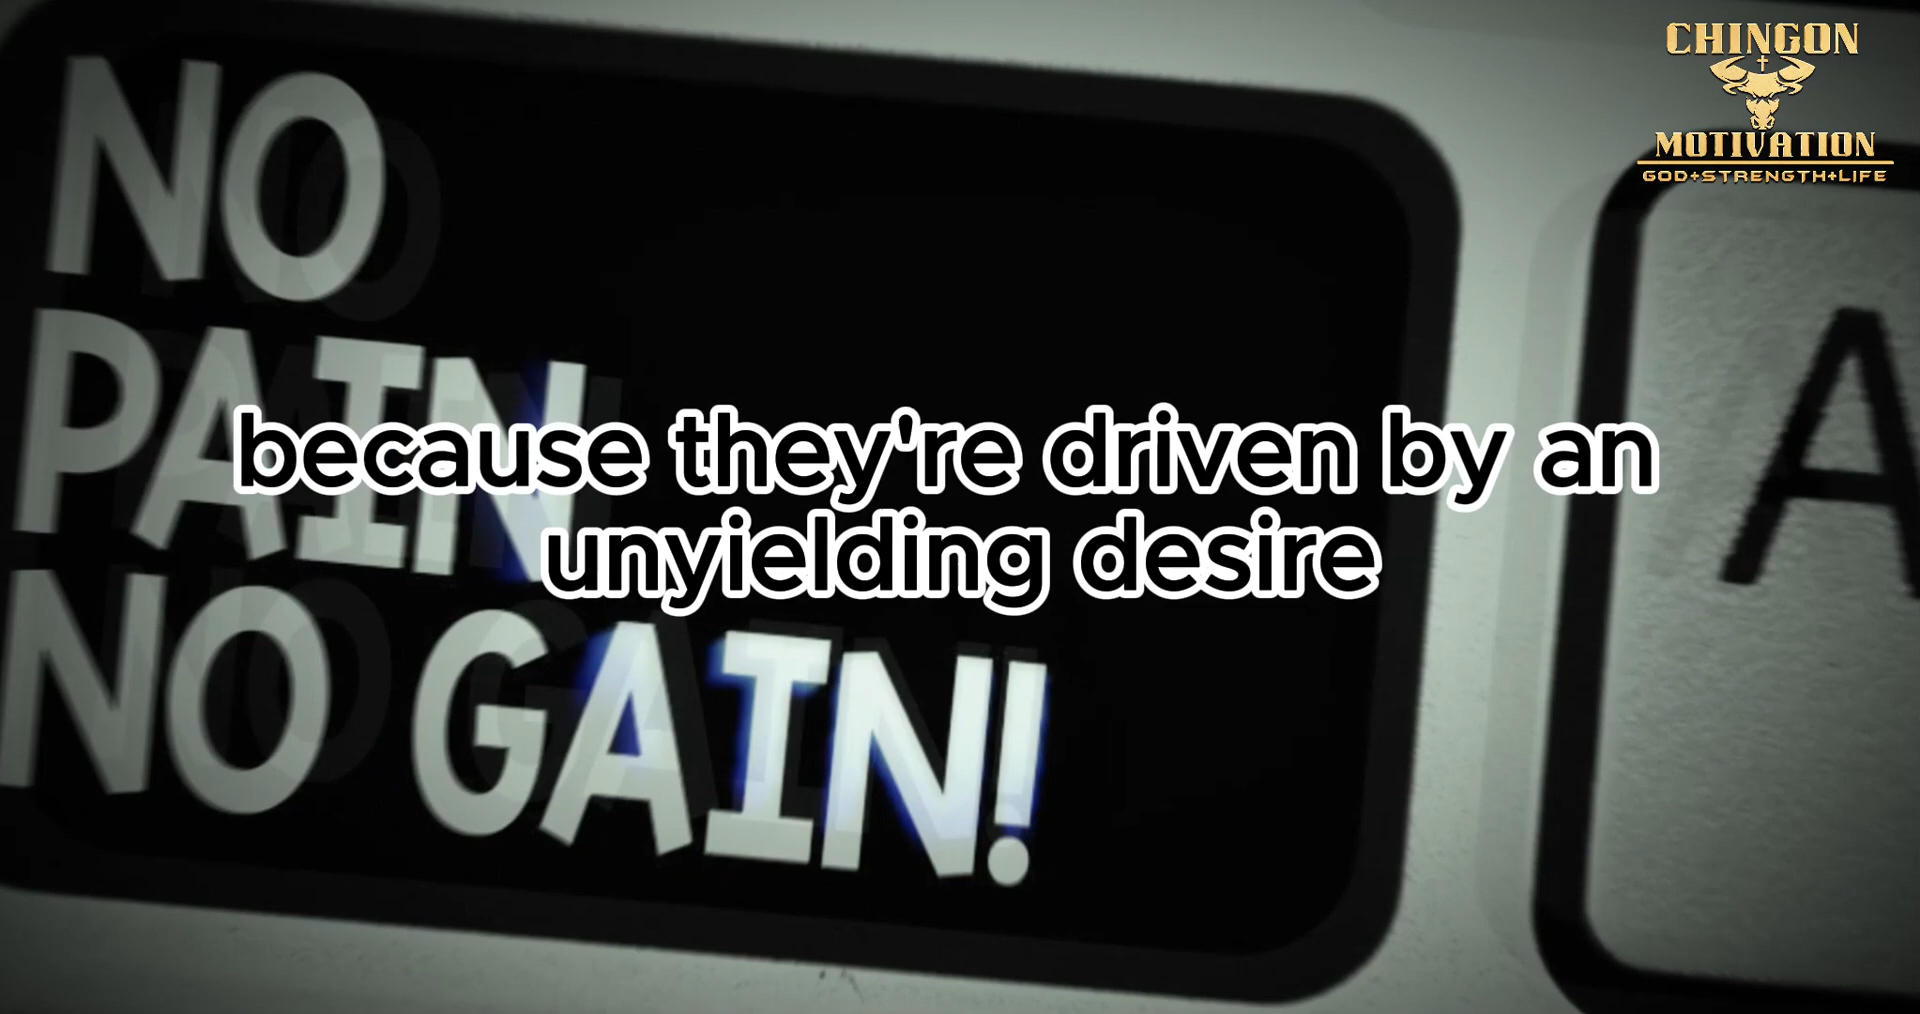 CHINGON
MOTIVATION
GOD+STRENGTH+LIFE
NO
PAIN
NO GAIN!
because they're driven by an
unyielding desire
A